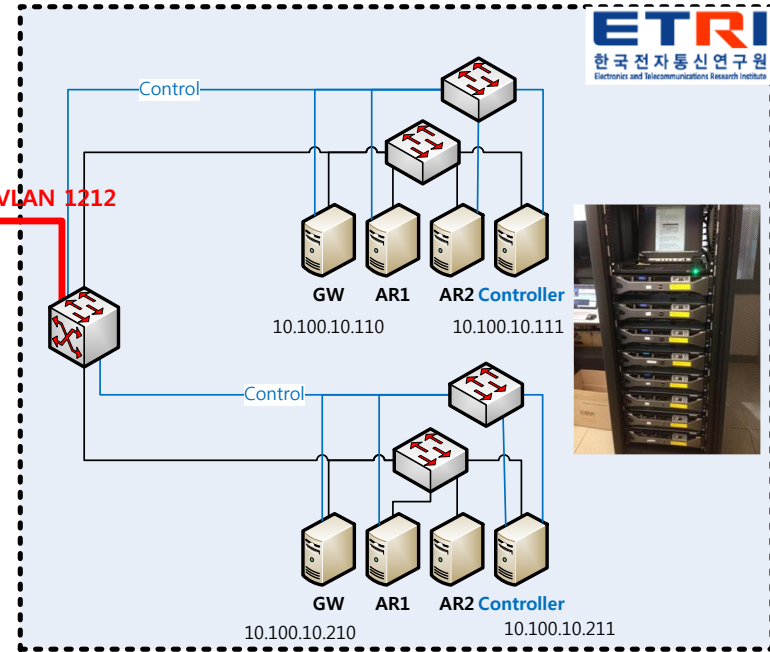 ETRI
한국전자통신연구원
Electronics and Telecommunications Research Institute
Control
VLAN 1212
GW AR1 AR2 Controller
10.100.10.110 10.100.10.111
Control
GW AR1 AR2 Controller
10.100.10.210 10.100.10.211